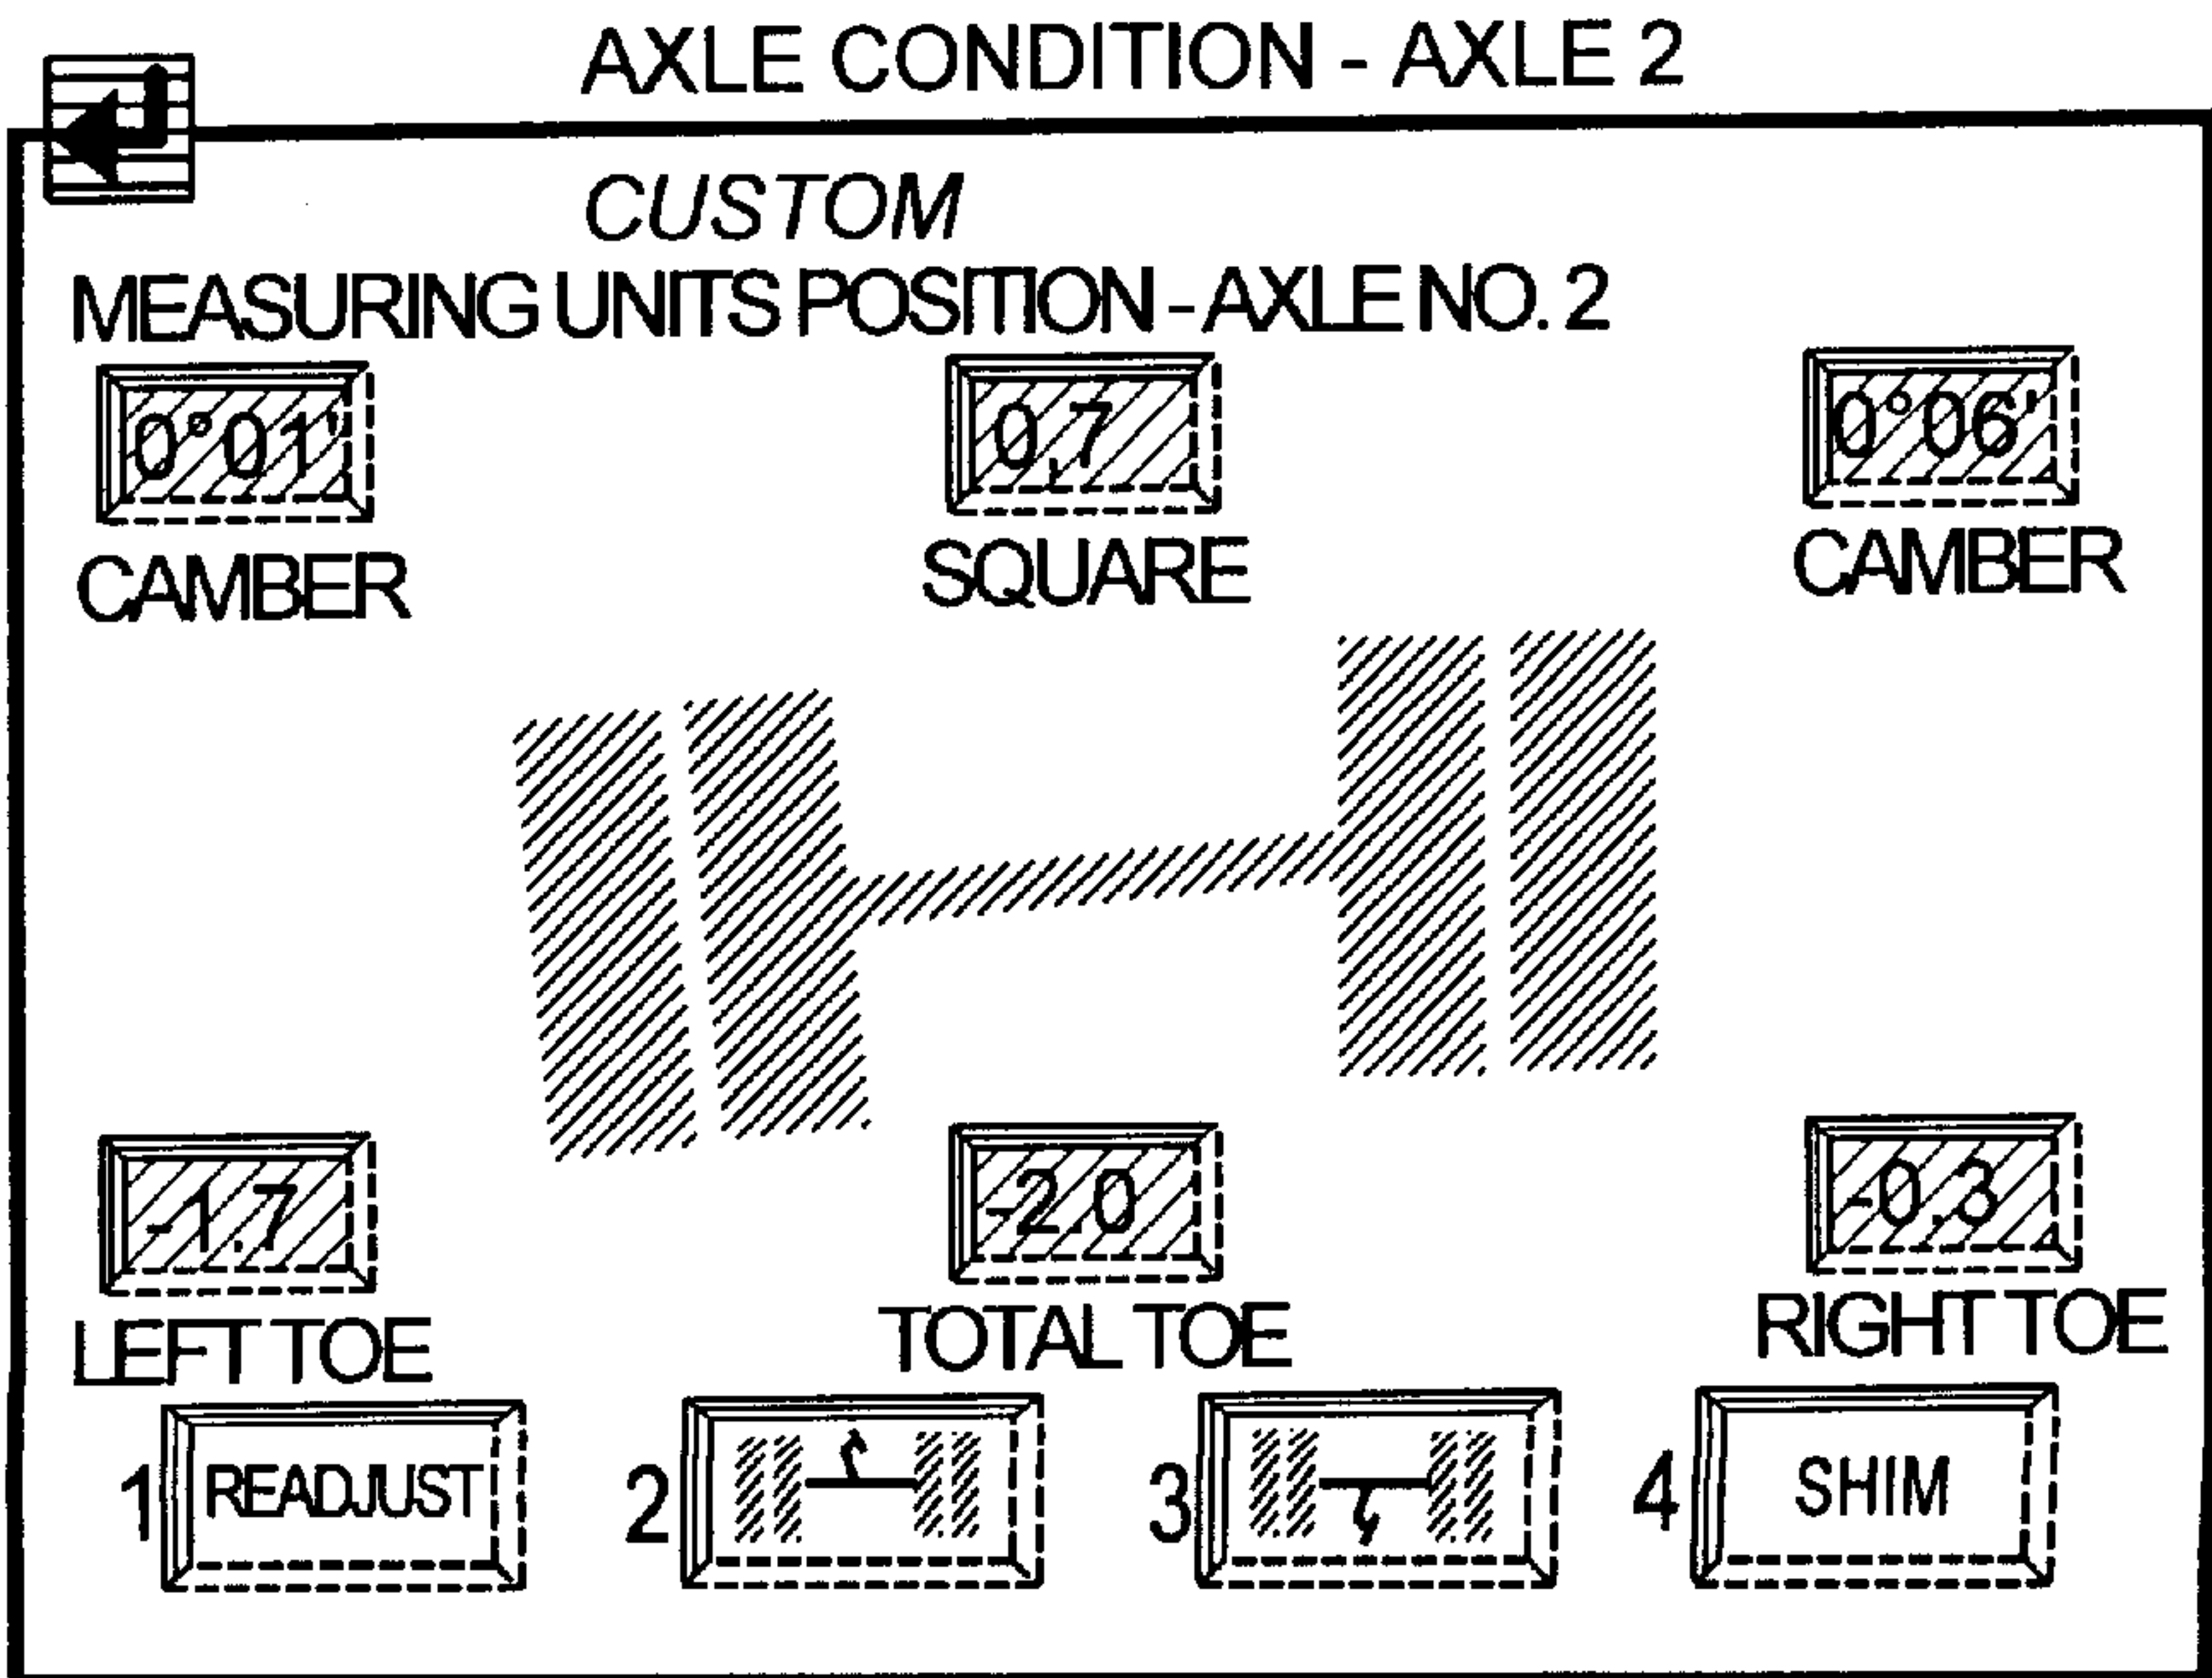 AXLE CONDITION - AXLE 2
CUSTOM
MEASURING UNITS POSITION - AXLE NO. 2
0°01' 0,7 0°06'
CAMBER SQUARE CAMBER
-1.7 -2.0 -0,3
LEFT TOE TOTAL TOE RIGHT TOE
1 READJUST 2 3 4 SHIM